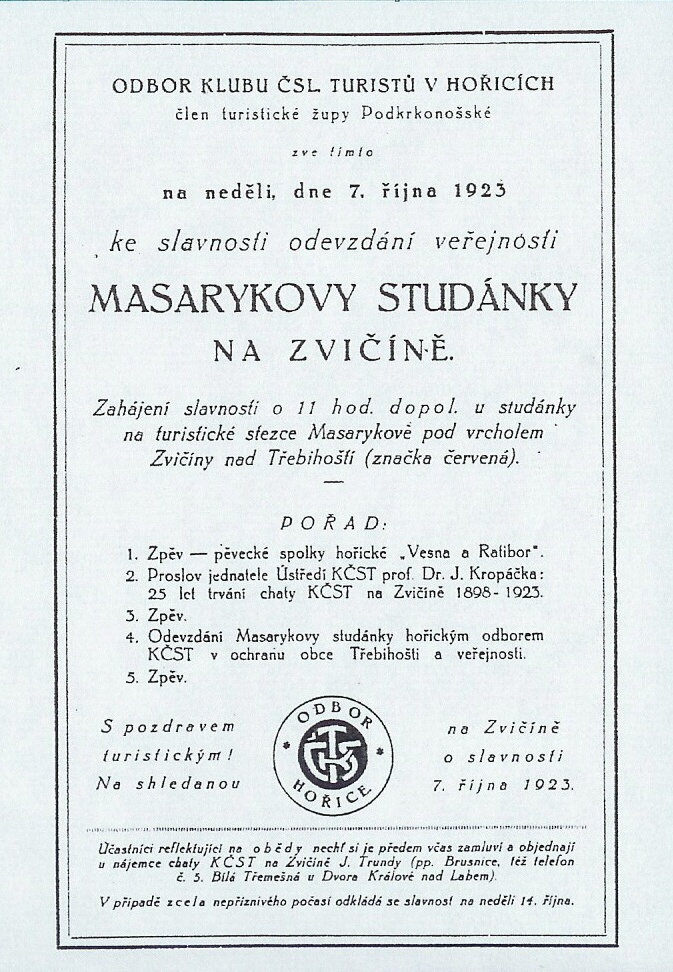 ODBOR KLUBU ČSL. TURISTŮ V HOŘICÍCH
člen turistické župy Podkrkonošské
zve tímto
na neděli, dne 7. října 1923
ke slavnosti odevzdání veřejnosti
MASARYKOVY STUDÁNKY
NA ZVIČÍNĚ.
Zahájení slavnosti o 11 hod. dopol. u studánky
na turistické stezce Masarykově pod vrcholem
Zvičíny nad Třebihoští (značka červená).
POŘAD:
1. Zpěv — pěvecké spolky hořické „Vesna a Ratibor".
2. Proslov jednatele Ústředí KČST prof. Dr. J. Kropáčka:
25 let trvání chaty KČST na Zvičíně 1898-1923.
3. Zpěv.
4. Odevzdání Masarykovy studánky hořickým odborem
KČST v ochranu obce Třebihošti a veřejnosti.
5. Zpěv.
S pozdravem
turistickým!
Na shledanou
ODBOR
KČST
HOŘICE
na Zvičíně
o slavnosti
7. října 1923.
Účastníci reflektující na obědy nechť si je předem včas zamluví a objednají
u nájemce chaty KČST na Zvičíně J. Trundy (pp. Brusnice, též telefon
č. 5. Bílá Třemešná u Dvora Králové nad Labem).
V případě zcela nepříznivého počasí odkládá se slavnost na neděli 14. října.